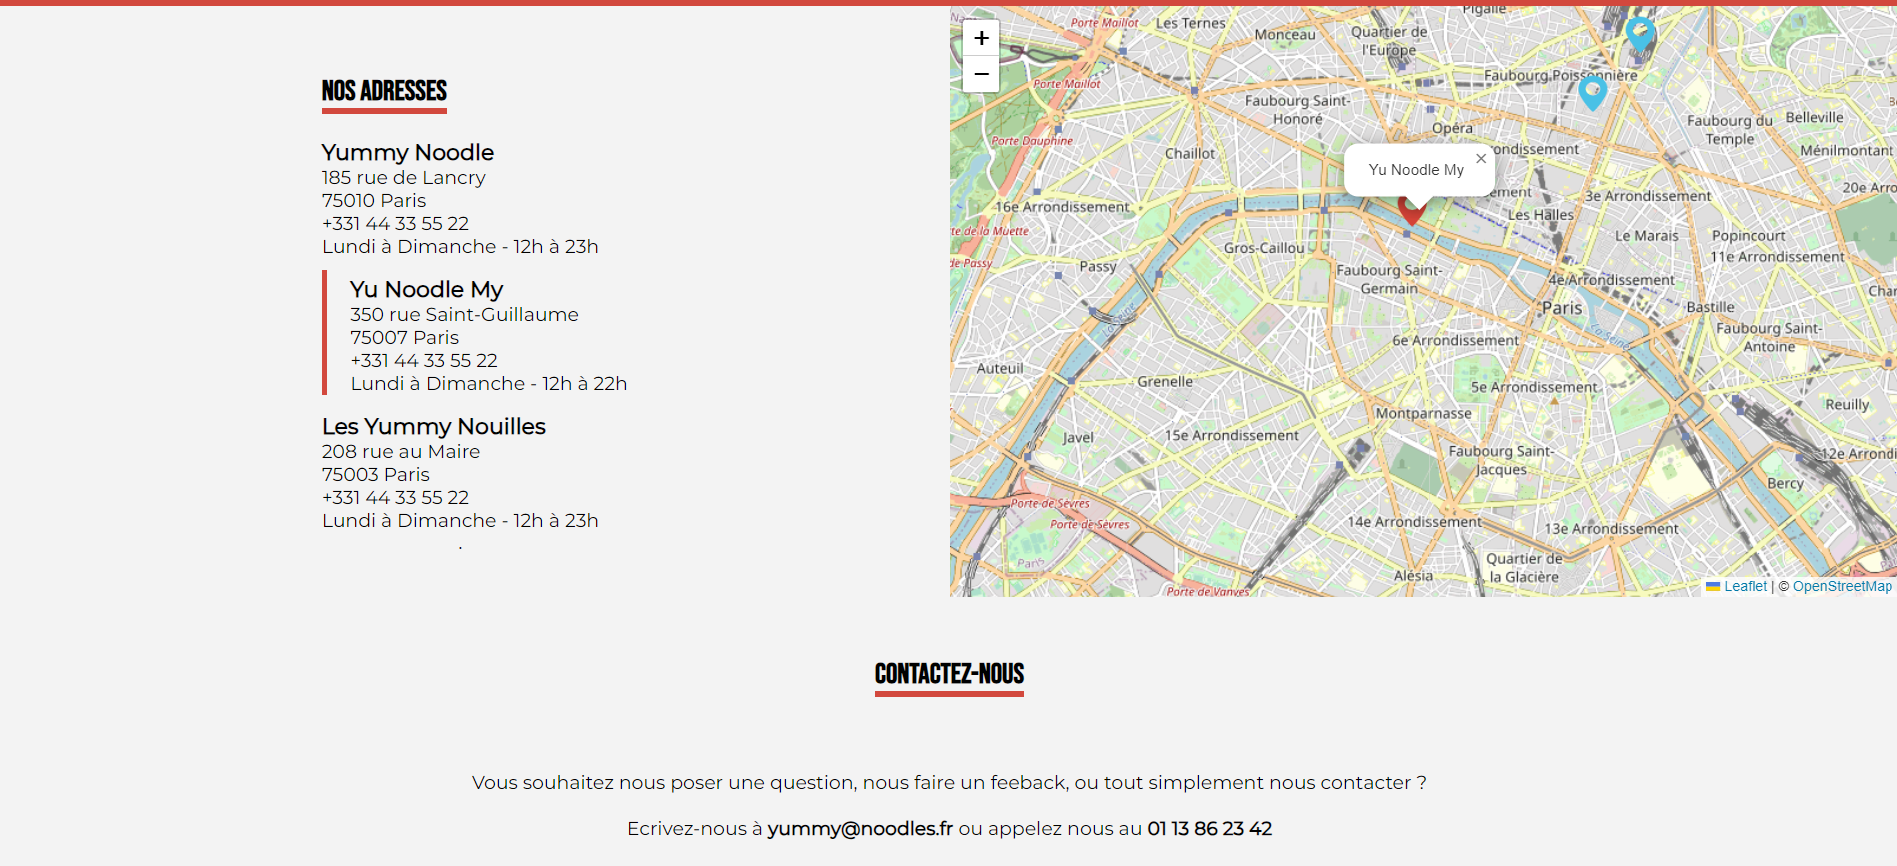 NOS ADRESSES
Yummy Noodle
185 rue de Lancry
75010 Paris
+331 44 33 55 22
Lundi à Dimanche - 12h à 23h
Yu Noodle My
350 rue Saint-Guillaume
75007 Paris
+331 44 33 55 22
Lundi à Dimanche - 12h à 22h
Les Yummy Nouilles
208 rue au Maire
75003 Paris
+331 44 33 55 22
Lundi à Dimanche - 12h à 23h
.
+
−
Porte Maillot
Les Ternes
Monceau
Quartier de
l'Europe
Pigalle
Porte Maillot
Faubourg Poissonnière
Faubourg Saint-
Honoré
Opéra
Faubourg du
Temple
Belleville
Ménilmontant
Porte Dauphine
Chaillot
Yu Noodle My
×
16e Arrondissement
3e Arrondissement
20e Arro
Les Halles
te de la Muette
Le Marais
Popincourt
11e Arrondissement
Gros-Caillou
de Passy
Passy
Faubourg Saint-
Germain
4e Arrondissement
Char
Paris
Bastille
La Seine
La Seine
Faubourg Saint-
Antoine
6e Arrondissement
Auteuil
Grenelle
5e Arrondissement
Montparnasse
Reuilly
Javel
15e Arrondissement
Faubourg Saint-
Jacques
12e Arrondi
Bercy
Porte de Sèvres
Porte de Sèvres
14e Arrondissement
13e Arrondissement
Quartier de
la Glacière
Alésia
Porte de Vanves
Leaflet | © OpenStreetMap
CONTACTEZ-NOUS
Vous souhaitez nous poser une question, nous faire un feeback, ou tout simplement nous contacter ?
Ecrivez-nous à yummy@noodles.fr ou appelez nous au 01 13 86 23 42